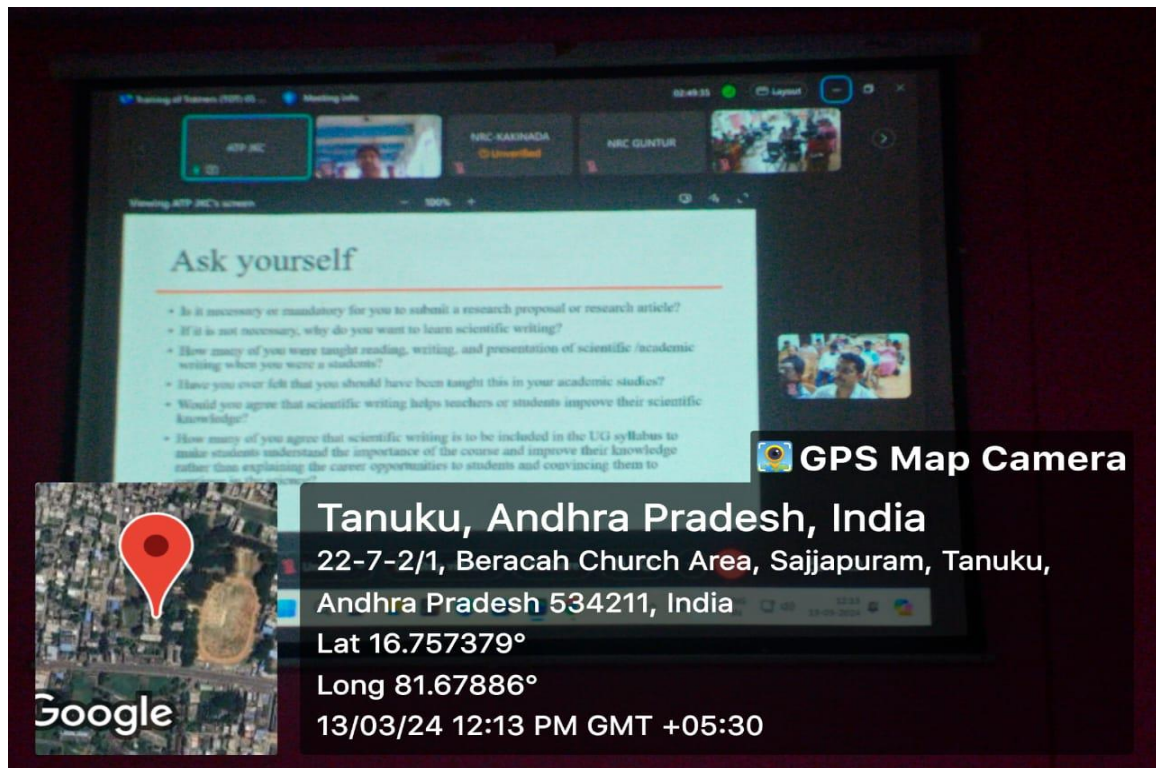 Training of Trainers (TOT) 05 ... Meeting info
02:49:35 Layout
ATP JKC
NRC-KAKINADA
Unverified
NRC GUNTUR
Viewing ATP JKC's screen
100%
Ask yourself
• Is it necessary or mandatory for you to submit a research proposal or research article?
• If it is not necessary, why do you want to learn scientific writing?
• How many of you were taught reading, writing, and presentation of scientific /academic
writing when you were a students?
• Have you ever felt that you should have been taught this in your academic studies?
• Would you agree that scientific writing helps teachers or students improve their scientific
knowledge?
• How many of you agree that scientific writing is to be included in the UG syllabus to
make students understand the importance of the course and improve their knowledge
rather than explaining the career opportunities to students and convincing them to
GPS Map Camera
Tanuku, Andhra Pradesh, India
22-7-2/1, Beracah Church Area, Sajjapuram, Tanuku,
Andhra Pradesh 534211, India
Lat 16.757379°
Long 81.67886°
13/03/24 12:13 PM GMT +05:30
Google